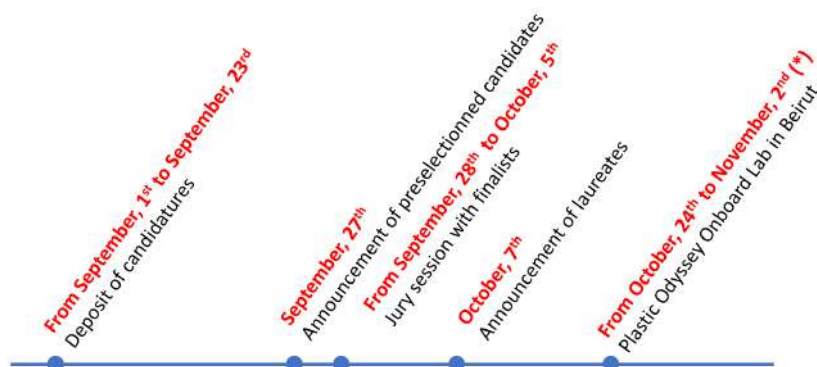 From September, 1st to September, 23rd
Deposit of candidatures
September, 27th
Announcement of preselectionned candidates
From September, 28th to October, 5th
Jury session with finalists
October, 7th
Announcement of laureates
From October, 24th to November, 2nd (*)
Plastic Odyssey Onboard Lab in Beirut